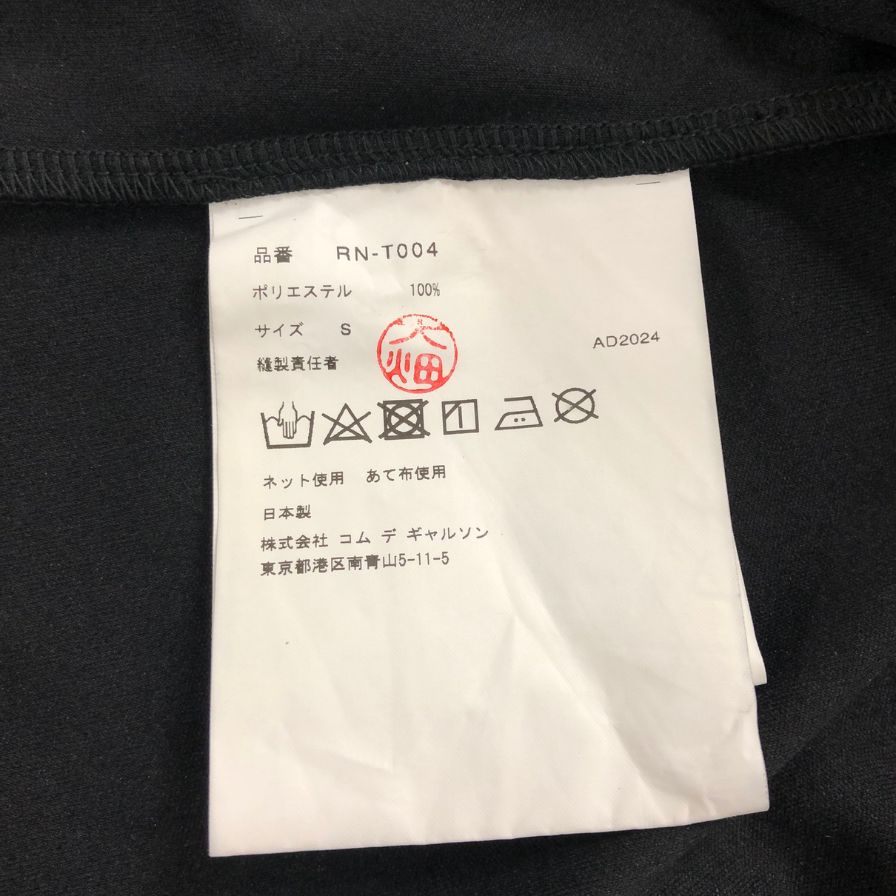 品番 RN-T004
ポリエステル 100%
サイズ S
大畑
AD2024
縫製責任者
ネット使用 あて布使用
日本製
株式会社 コム デ ギャルソン
東京都港区南青山5-11-5